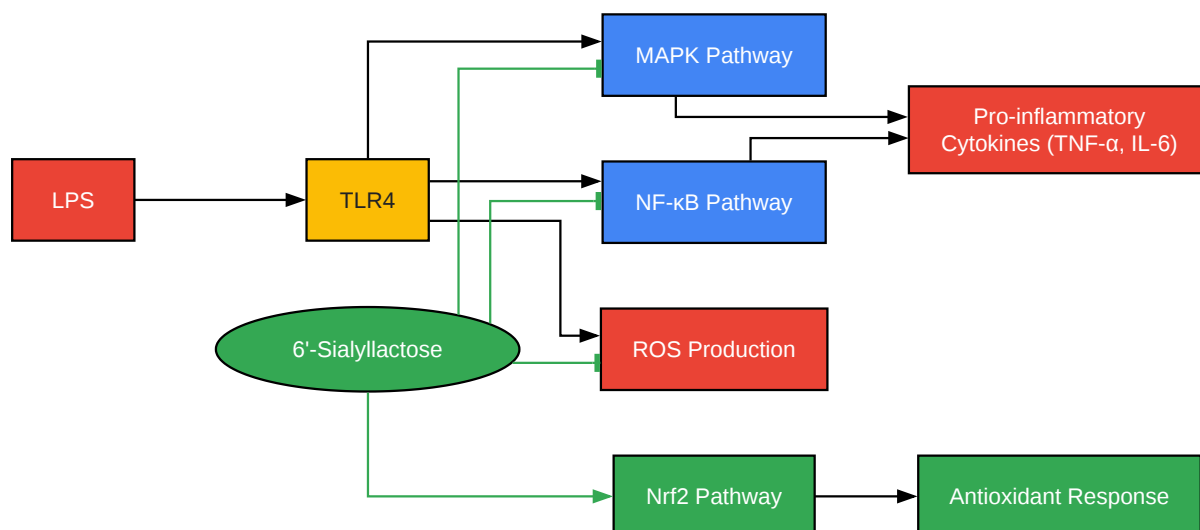 MAPK Pathway
Pro-inflammatory
Cytokines (TNF-α, IL-6)
LPS
TLR4
NF-κB Pathway
6'-Sialyllactose
ROS Production
Nrf2 Pathway
Antioxidant Response